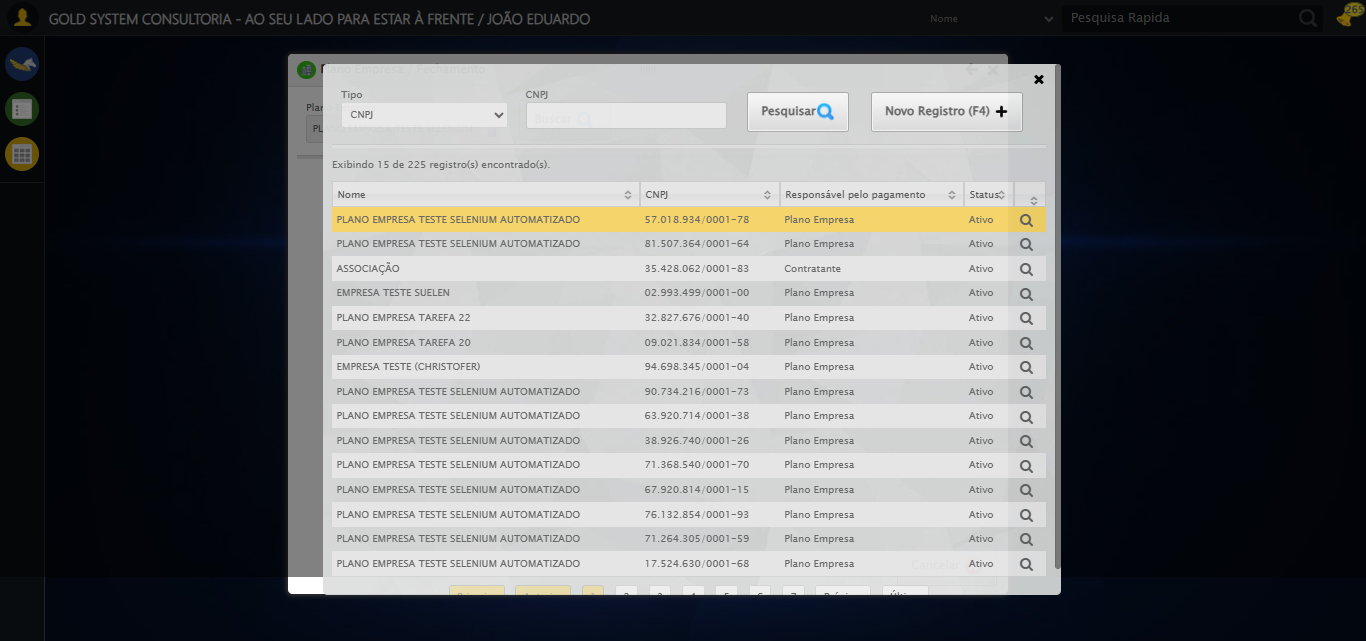 GOLD SYSTEM CONSULTORIA - AO SEU LADO PARA ESTAR À FRENTE / JOÃO EDUARDO
Nome
Pesquisa Rapida
265
Plano Empresa / Fechamento
Tipo
CNPJ
CNPJ
Pesquisar
Novo Registro (F4)
Buscar
Exibindo 15 de 225 registro(s) encontrado(s).
Nome CNPJ Responsável pelo pagamento Status
PLANO EMPRESA TESTE SELENIUM AUTOMATIZADO 57.018.934/0001-78 Plano Empresa Ativo
PLANO EMPRESA TESTE SELENIUM AUTOMATIZADO 81.507.364/0001-64 Plano Empresa Ativo
ASSOCIAÇÃO 35.428.062/0001-83 Contratante Ativo
EMPRESA TESTE SUELEN 02.993.499/0001-00 Plano Empresa Ativo
PLANO EMPRESA TAREFA 22 32.827.676/0001-40 Plano Empresa Ativo
PLANO EMPRESA TAREFA 20 09.021.834/0001-58 Plano Empresa Ativo
EMPRESA TESTE (CHRISTOFER) 94.698.345/0001-04 Plano Empresa Ativo
PLANO EMPRESA TESTE SELENIUM AUTOMATIZADO 90.734.216/0001-73 Plano Empresa Ativo
PLANO EMPRESA TESTE SELENIUM AUTOMATIZADO 63.920.714/0001-38 Plano Empresa Ativo
PLANO EMPRESA TESTE SELENIUM AUTOMATIZADO 38.926.740/0001-26 Plano Empresa Ativo
PLANO EMPRESA TESTE SELENIUM AUTOMATIZADO 71.368.540/0001-70 Plano Empresa Ativo
PLANO EMPRESA TESTE SELENIUM AUTOMATIZADO 67.920.814/0001-15 Plano Empresa Ativo
PLANO EMPRESA TESTE SELENIUM AUTOMATIZADO 76.132.854/0001-93 Plano Empresa Ativo
PLANO EMPRESA TESTE SELENIUM AUTOMATIZADO 71.264.305/0001-59 Plano Empresa Ativo
PLANO EMPRESA TESTE SELENIUM AUTOMATIZADO 17.524.630/0001-68 Plano Empresa Ativo